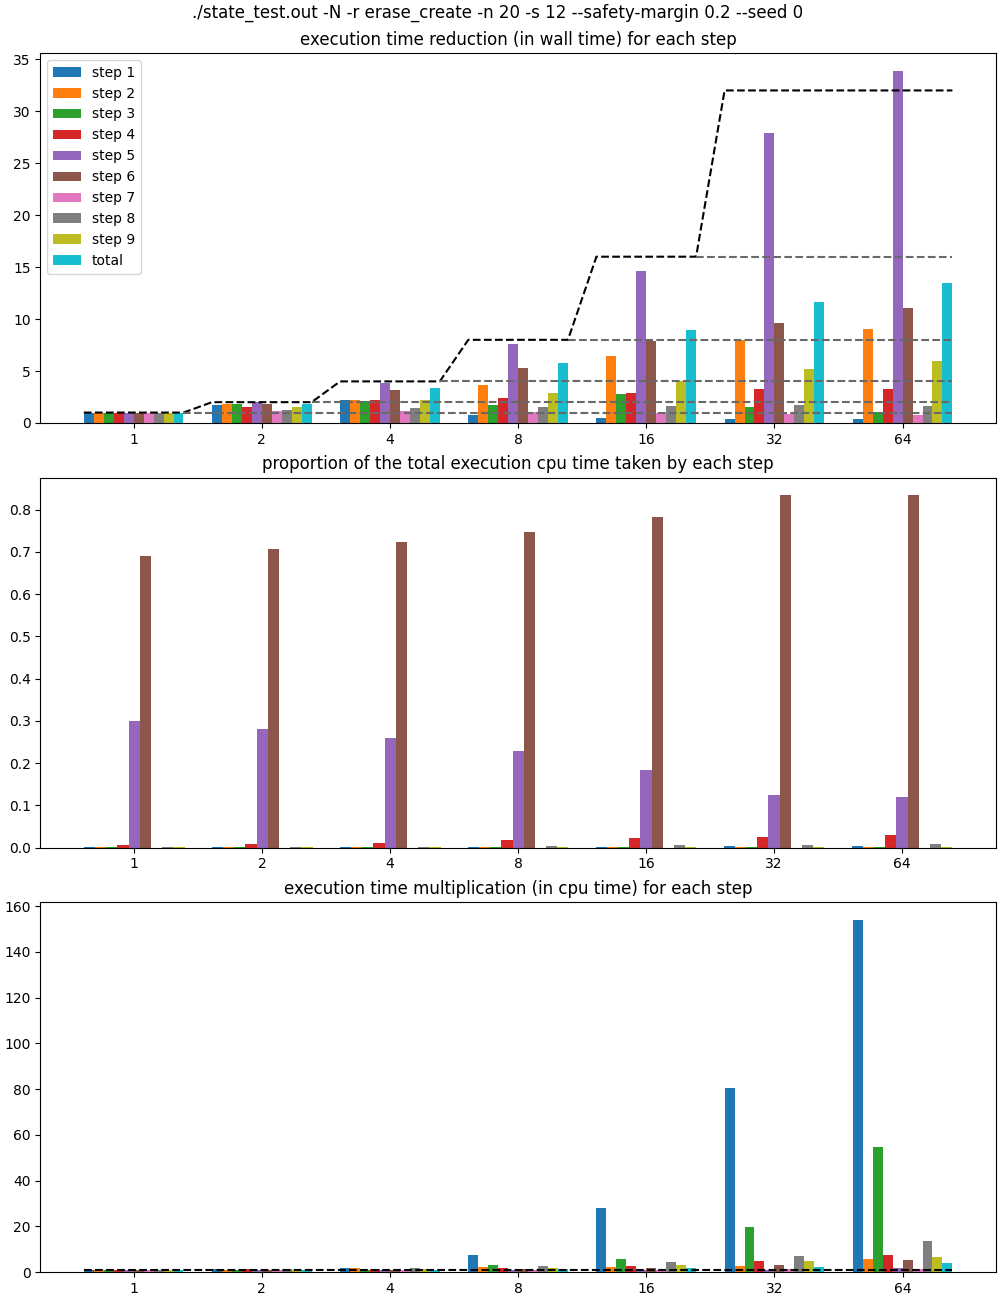 ./state_test.out -N -r erase_create -n 20 -s 12 --safety-margin 0.2 --seed 0
execution time reduction (in wall time) for each step
35
30
25
20
15
10
5
0
step 1
step 2
step 3
step 4
step 5
step 6
step 7
step 8
step 9
total
1 2 4 8 16 32 64
proportion of the total execution cpu time taken by each step
0.8
0.7
0.6
0.5
0.4
0.3
0.2
0.1
0.0
1 2 4 8 16 32 64
execution time multiplication (in cpu time) for each step
160
140
120
100
80
60
40
20
0
1 2 4 8 16 32 64